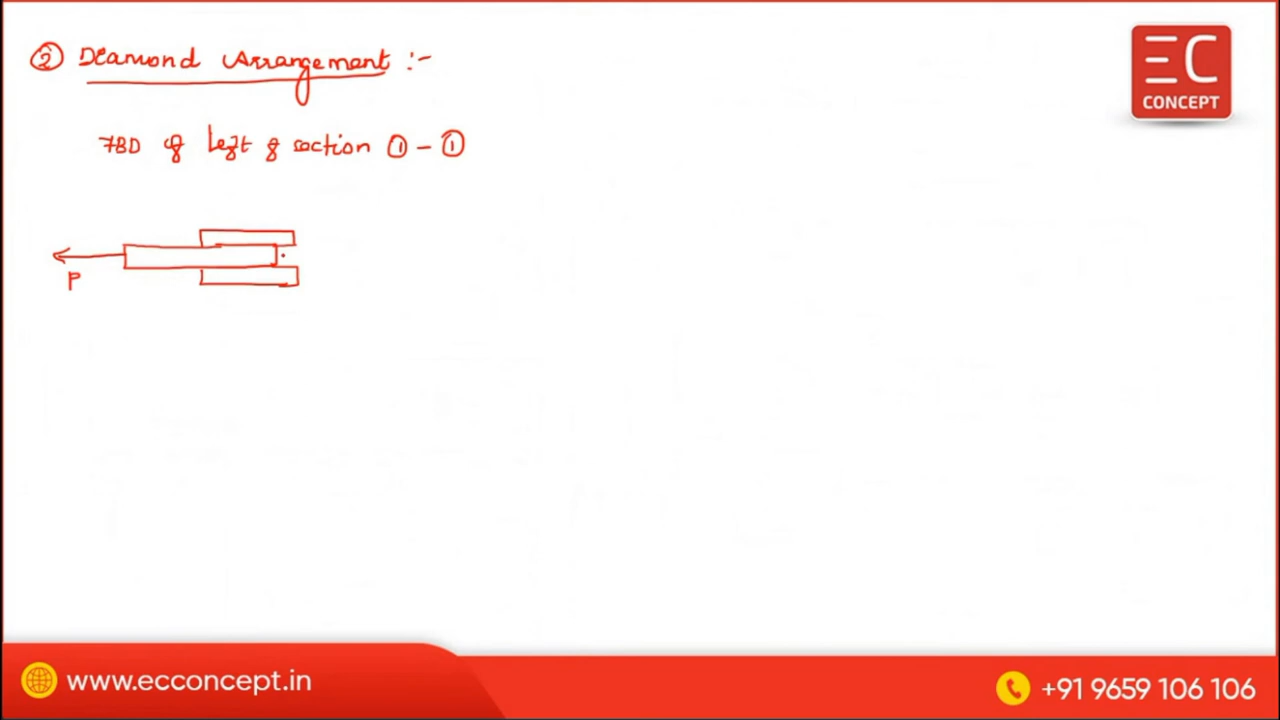 ② Diamond Arrangement :-
FBD of left of section ① - ①
P
EC
CONCEPT
www.ecconcept.in
+91 9659 106 106